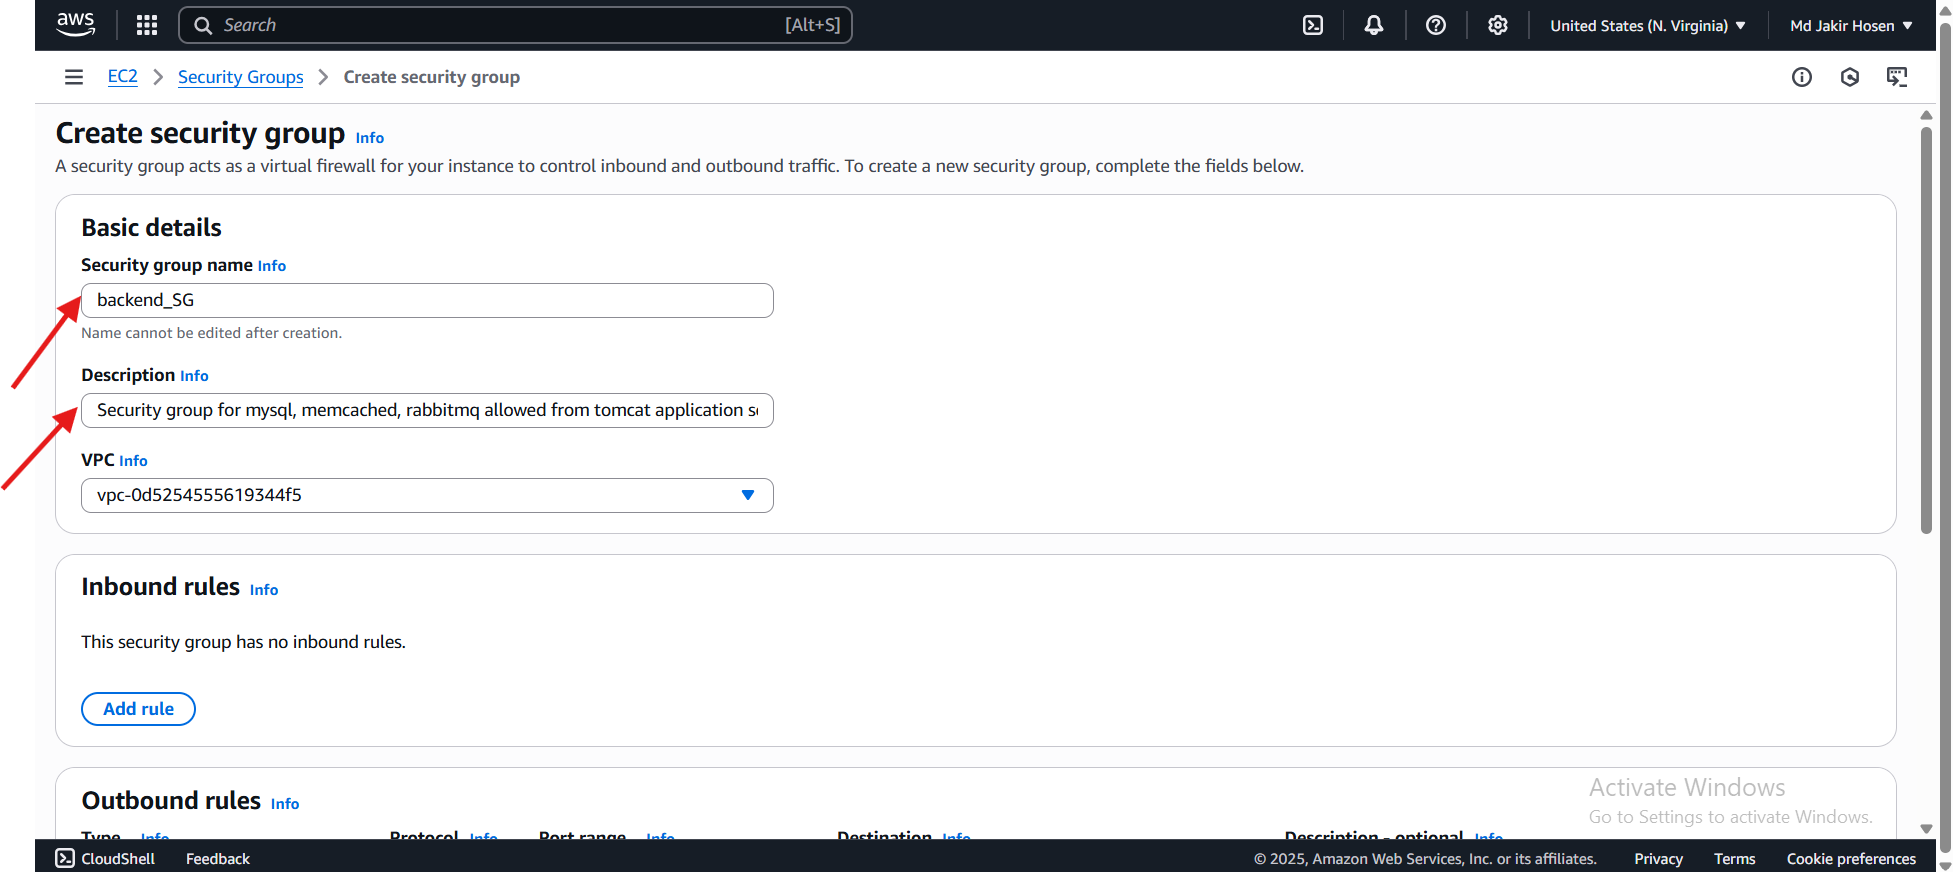 aws
Search [Alt+S] United States (N. Virginia) Md Jakir Hosen
EC2 Security Groups Create security group
Create security group Info
A security group acts as a virtual firewall for your instance to control inbound and outbound traffic. To create a new security group, complete the fields below.
Basic details
Security group name Info
backend_SG
Name cannot be edited after creation.
Description Info
Security group for mysql, memcached, rabbitmq allowed from tomcat application
VPC Info
vpc-0d5254555619344f5
Inbound rules Info
This security group has no inbound rules.
Add rule
Outbound rules Info
Type Info Protocol Info Port range Info Destination Info Description - optional Info
Activate Windows
Go to Settings to activate Windows.
CloudShell Feedback © 2025, Amazon Web Services, Inc. or its affiliates. Privacy Terms Cookie preferences